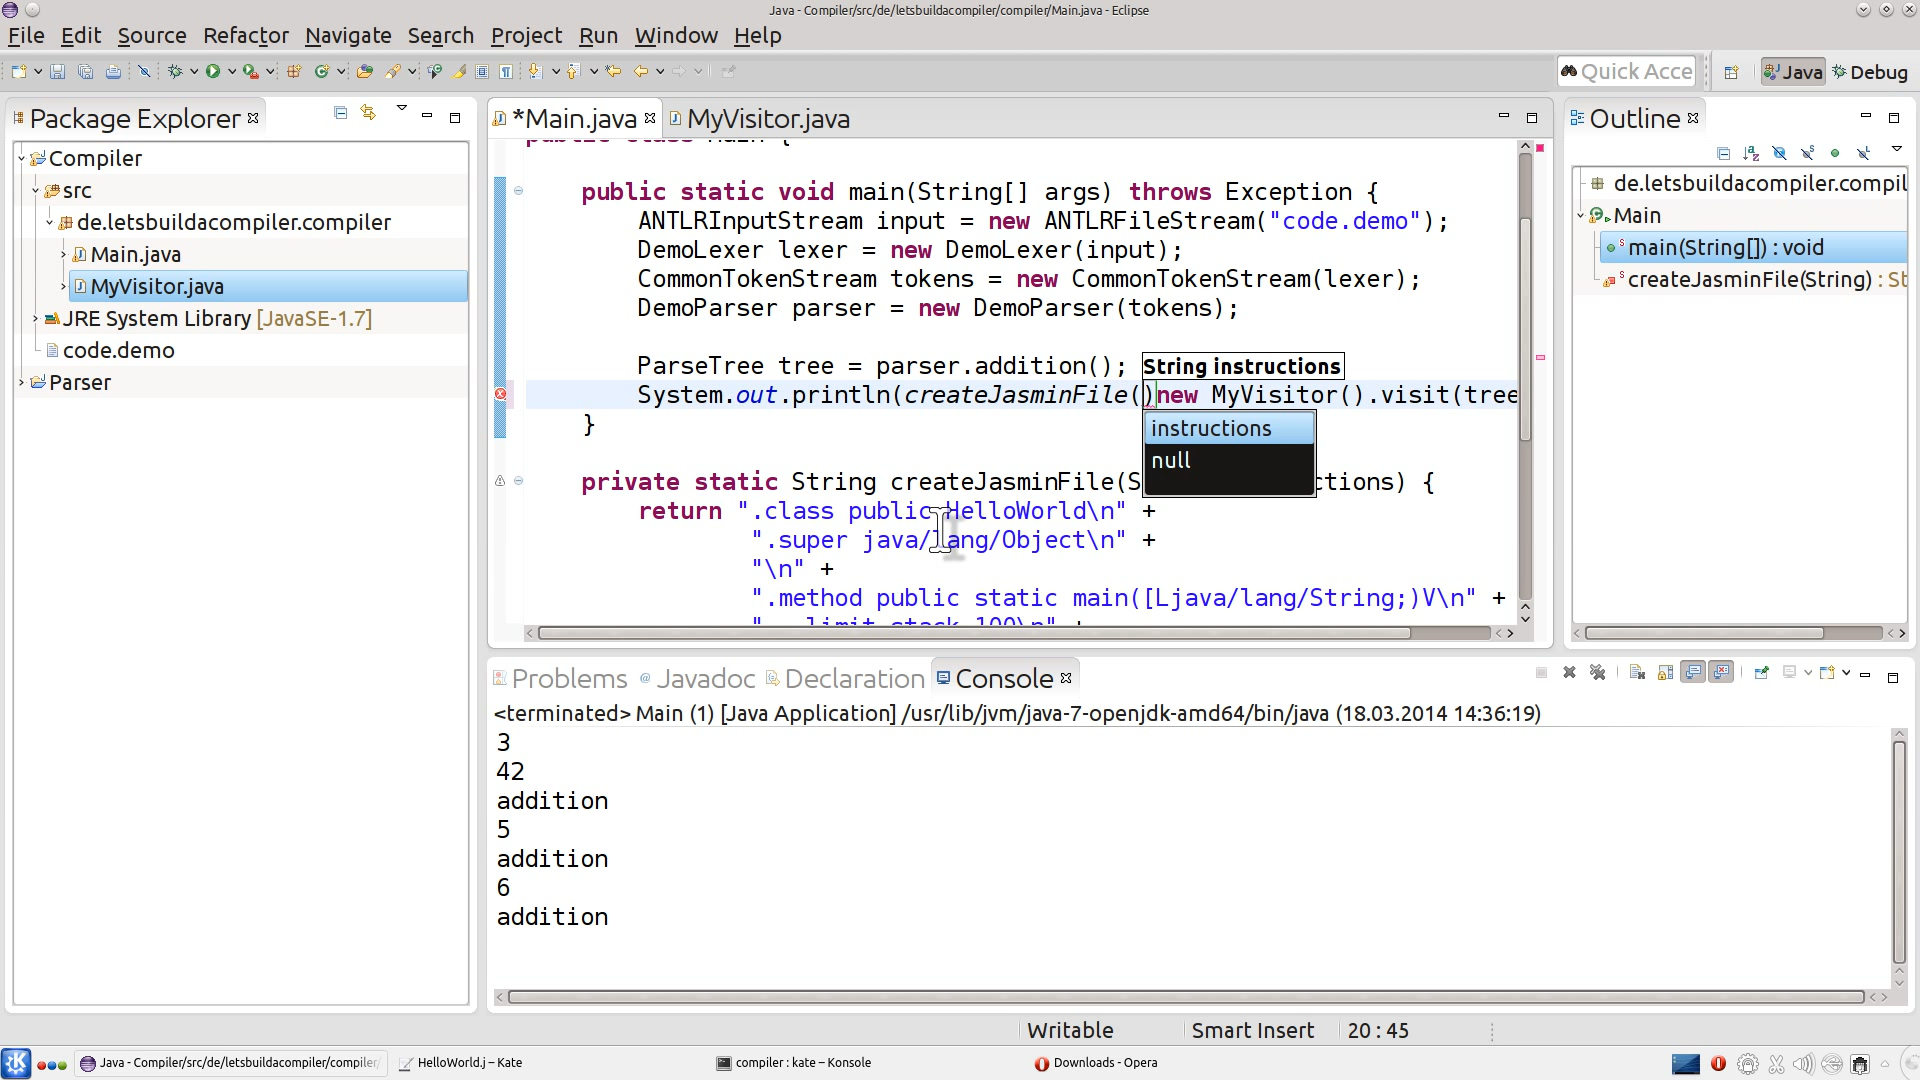 Java - Compiler/src/de/letsbuildacompiler/compiler/Main.java - Eclipse
File Edit Source Refactor Navigate Search Project Run Window Help
Quick Acce
Java
Debug
Package Explorer
Compiler
src
de.letsbuildacompiler.compiler
Main.java
MyVisitor.java
JRE System Library [JavaSE-1.7]
code.demo
Parser
*Main.java
MyVisitor.java
public class Main {
public static void main(String[] args) throws Exception {
ANTLRInputStream input = new ANTLRFileStream("code.demo");
DemoLexer lexer = new DemoLexer(input);
CommonTokenStream tokens = new CommonTokenStream(lexer);
DemoParser parser = new DemoParser(tokens);
ParseTree tree = parser.addition();
String instructions
System.out.println(createJasminFile()new MyVisitor().visit(tree
instructions
null
}
private static String createJasminFile(S ctions) {
return ".class public HelloWorld\n" +
".super java/lang/Object\n" +
"\n" +
".method public static main([Ljava/lang/String;)V\n" +
" .limit stack 100\n" +
Outline
de.letsbuildacompiler.compil
Main
main(String[]) : void
createJasminFile(String) : St
Problems
Javadoc
Declaration
Console
<terminated> Main (1) [Java Application] /usr/lib/jvm/java-7-openjdk-amd64/bin/java (18.03.2014 14:36:19)
3
42
addition
5
addition
6
addition
Writable
Smart Insert
20 : 45
Java - Compiler/src/de/letsbuildacompiler/compiler/
HelloWorld.j – Kate
compiler : kate – Konsole
Downloads - Opera